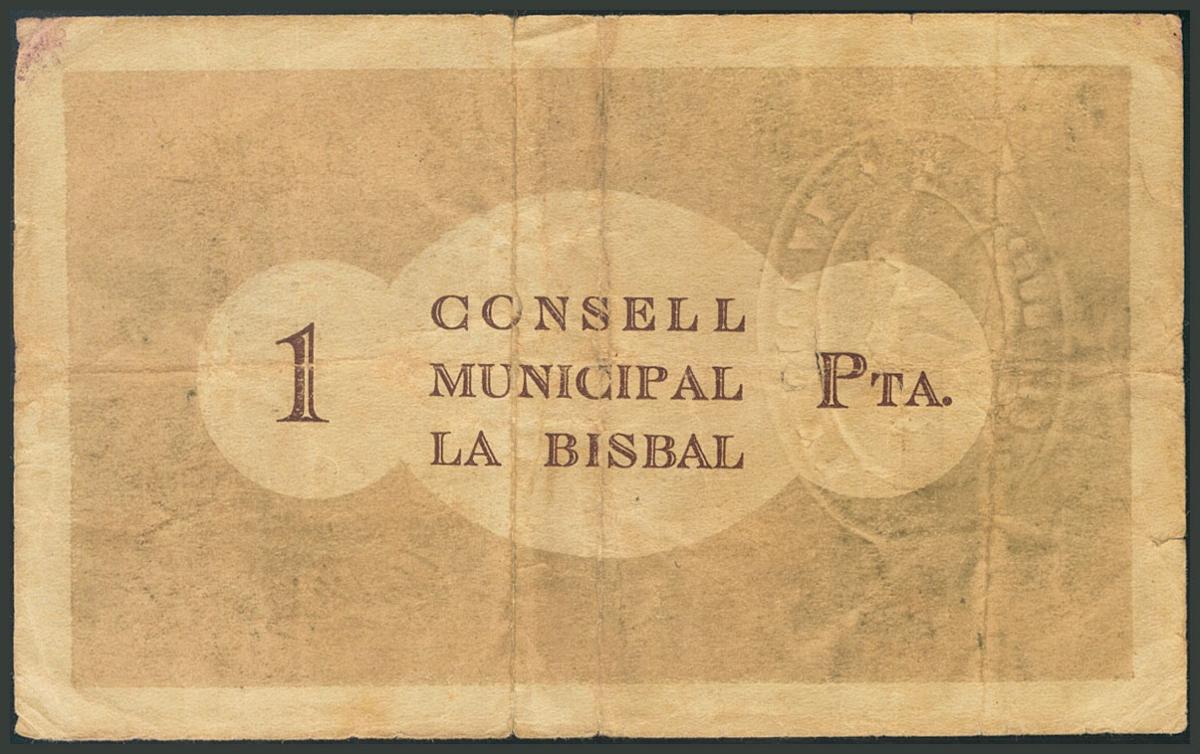 1
CONSELL
MUNICIPAL
LA BISBAL
PTA.